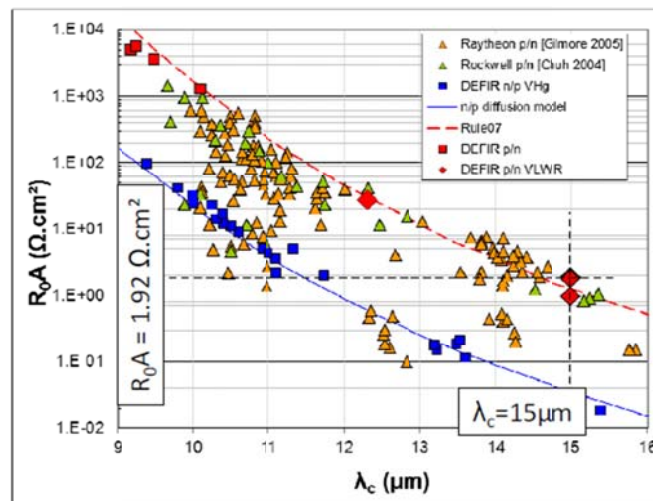 1.E+04
1.E+03
1.E+02
1.E+01
1.E+00
1.E-01
1.E-02
R₀A (Ω.cm²)
R₀A = 1.92 Ω.cm²
Raytheon p/n [Gilmore 2005]
Rockwell p/n [Chuh 2004]
DEFIR n/p VHg
n/p diffusion model
Rule07
DEFIR p/n
DEFIR p/n VLWR
λc=15µm
9 10 11 12 13 14 15 16
λc (µm)